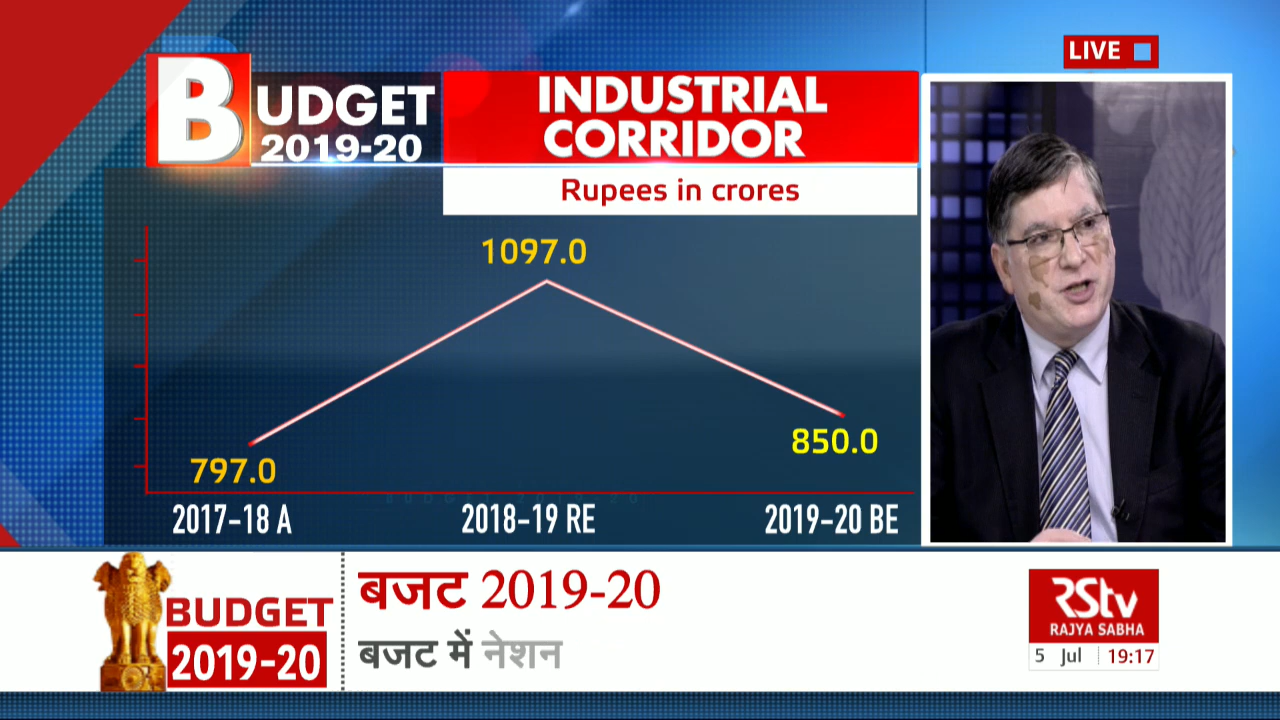 LIVE
BUDGET
2019-20
INDUSTRIAL
CORRIDOR
Rupees in crores
1097.0
797.0
850.0
2017-18 A
2018-19 RE
2019-20 BE
BUDGET
2019-20
बजट 2019-20
बजट में नेशन
RSTV
RAJYA SABHA
5 Jul 19:17